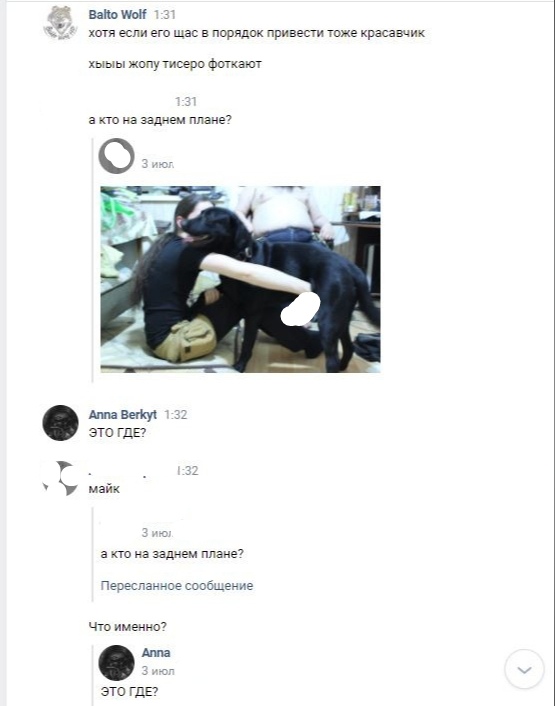 Balto Wolf 1:31
хотя если его щас в порядок привести тоже красавчик
хыыы жопу тисеро фоткают
1:31
а кто на заднем плане?
3 июл
Anna Berkyt 1:32
ЭТО ГДЕ?
1:32
майк
3 июл
а кто на заднем плане?
Пересланное сообщение
Что именно?
Anna
3 июл
ЭТО ГДЕ?